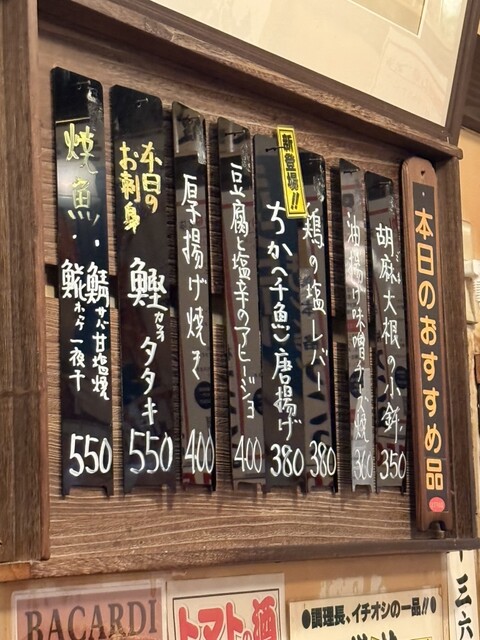 本日のおすすめ品
胡麻大根の小鉢
350
油揚げ味噌チーズ焼
360
鶏の塩レバー
380
新登場!!
ちか(千魚)唐揚げ
380
豆腐と塩辛のアヒージョ
400
厚揚げ焼き
400
本日の
お刺身
鰹 カツオ タタキ
550
焼魚
鯖 サバ 甘塩焼
ホッケ 一夜干
550
BACARDI
トマトの酒
●調理長、イチオシの一品!!●
三六